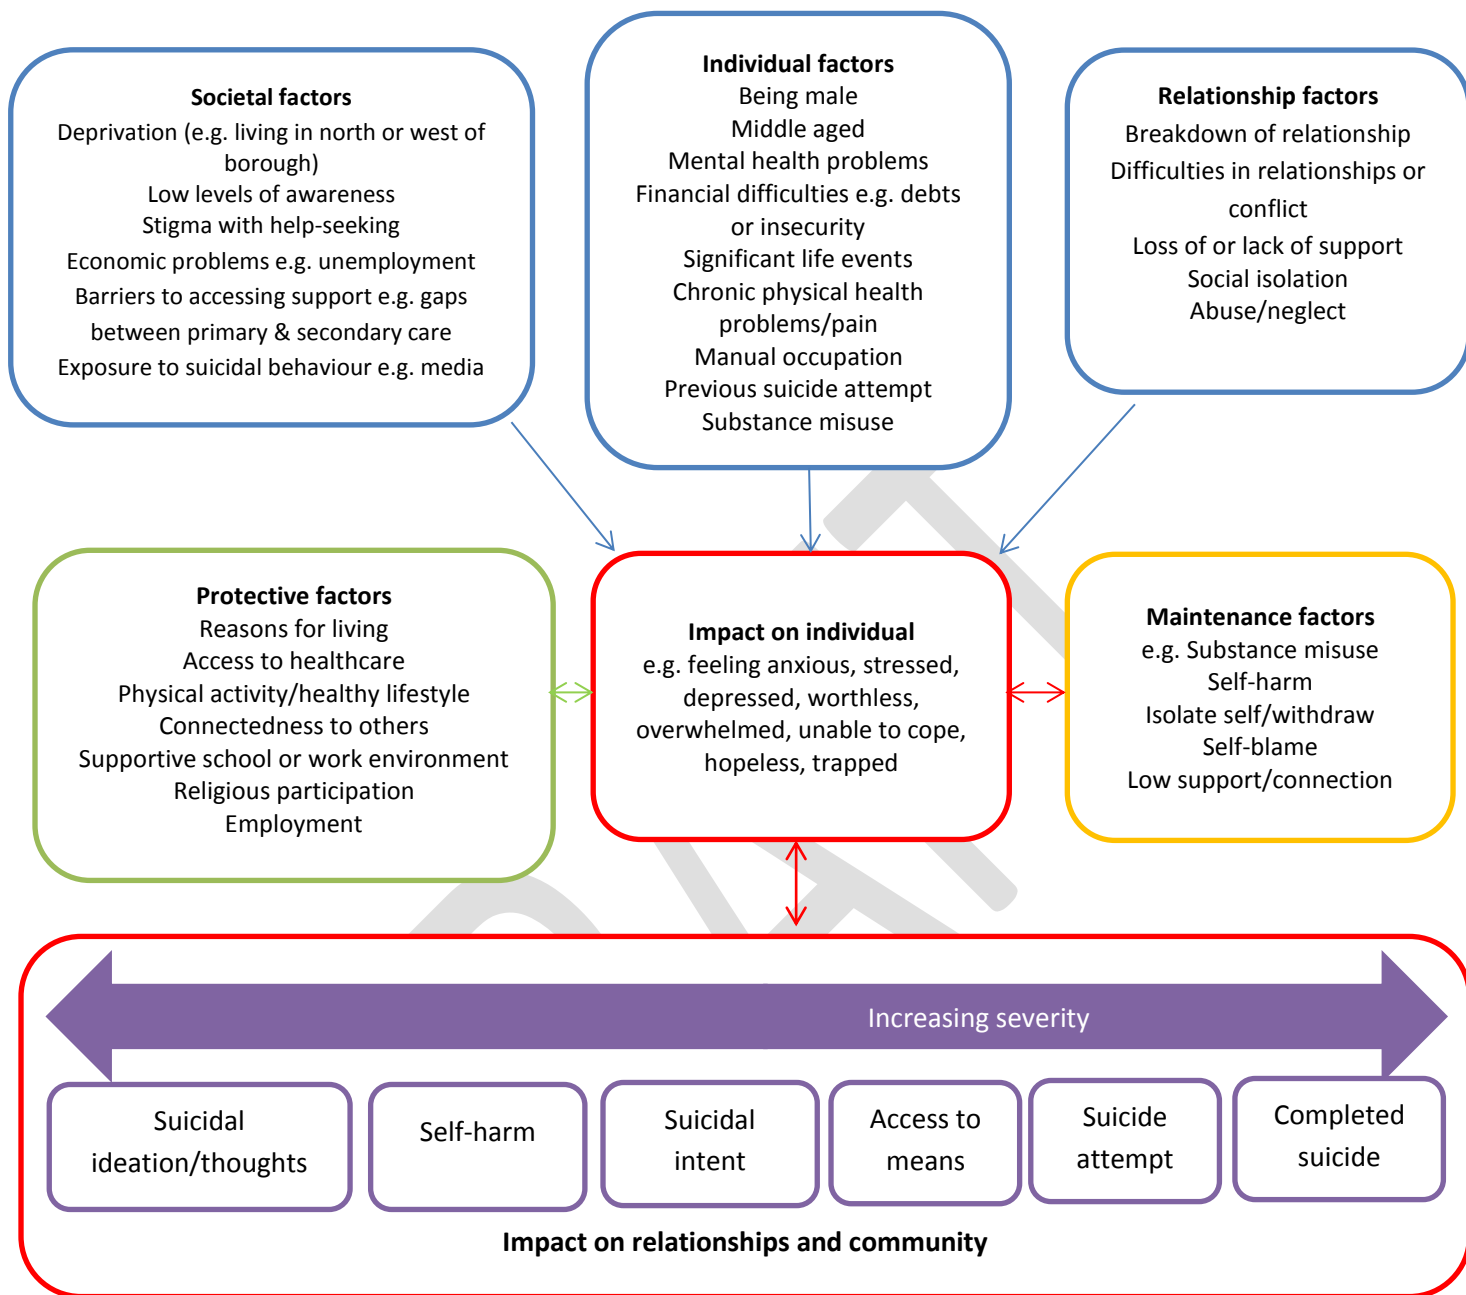 Societal factors
Deprivation (e.g. living in north or west of
borough)
Low levels of awareness
Stigma with help-seeking
Economic problems e.g. unemployment
Barriers to accessing support e.g. gaps
between primary & secondary care
Exposure to suicidal behaviour e.g. media
Individual factors
Being male
Middle aged
Mental health problems
Financial difficulties e.g. debts
or insecurity
Significant life events
Chronic physical health
problems/pain
Manual occupation
Previous suicide attempt
Substance misuse
Relationship factors
Breakdown of relationship
Difficulties in relationships or
conflict
Loss of or lack of support
Social isolation
Abuse/neglect
Protective factors
Reasons for living
Access to healthcare
Physical activity/healthy lifestyle
Connectedness to others
Supportive school or work environment
Religious participation
Employment
Impact on individual
e.g. feeling anxious, stressed,
depressed, worthless,
overwhelmed, unable to cope,
hopeless, trapped
Maintenance factors
e.g. Substance misuse
Self-harm
Isolate self/withdraw
Self-blame
Low support/connection
Increasing severity
Suicidal
ideation/thoughts
Self-harm
Suicidal
intent
Access to
means
Suicide
attempt
Completed
suicide
Impact on relationships and community